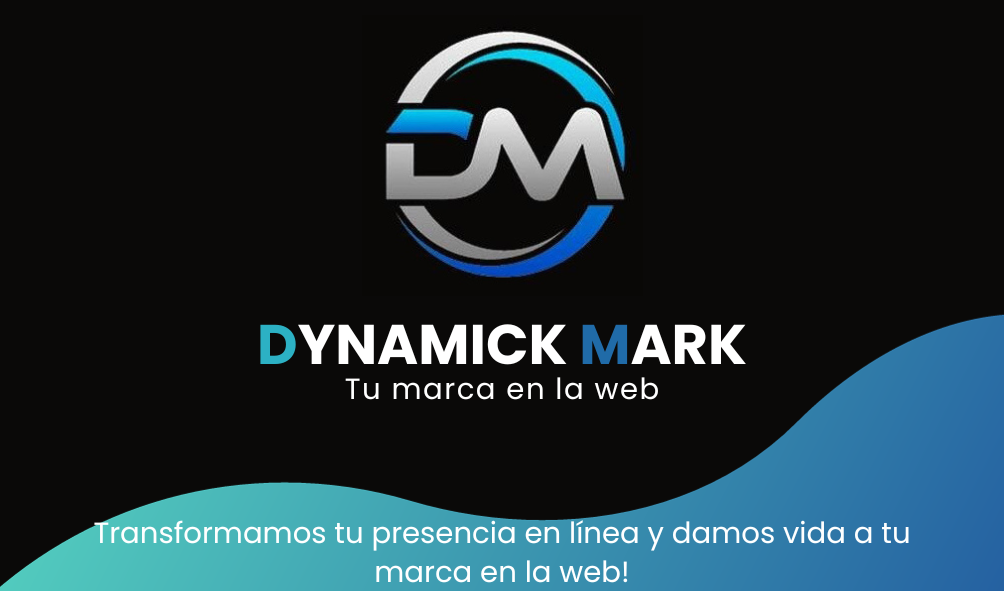 DM
DYNAMICK MARK
Tu marca en la web
Transformamos tu presencia en línea y damos vida a tu
marca en la web!